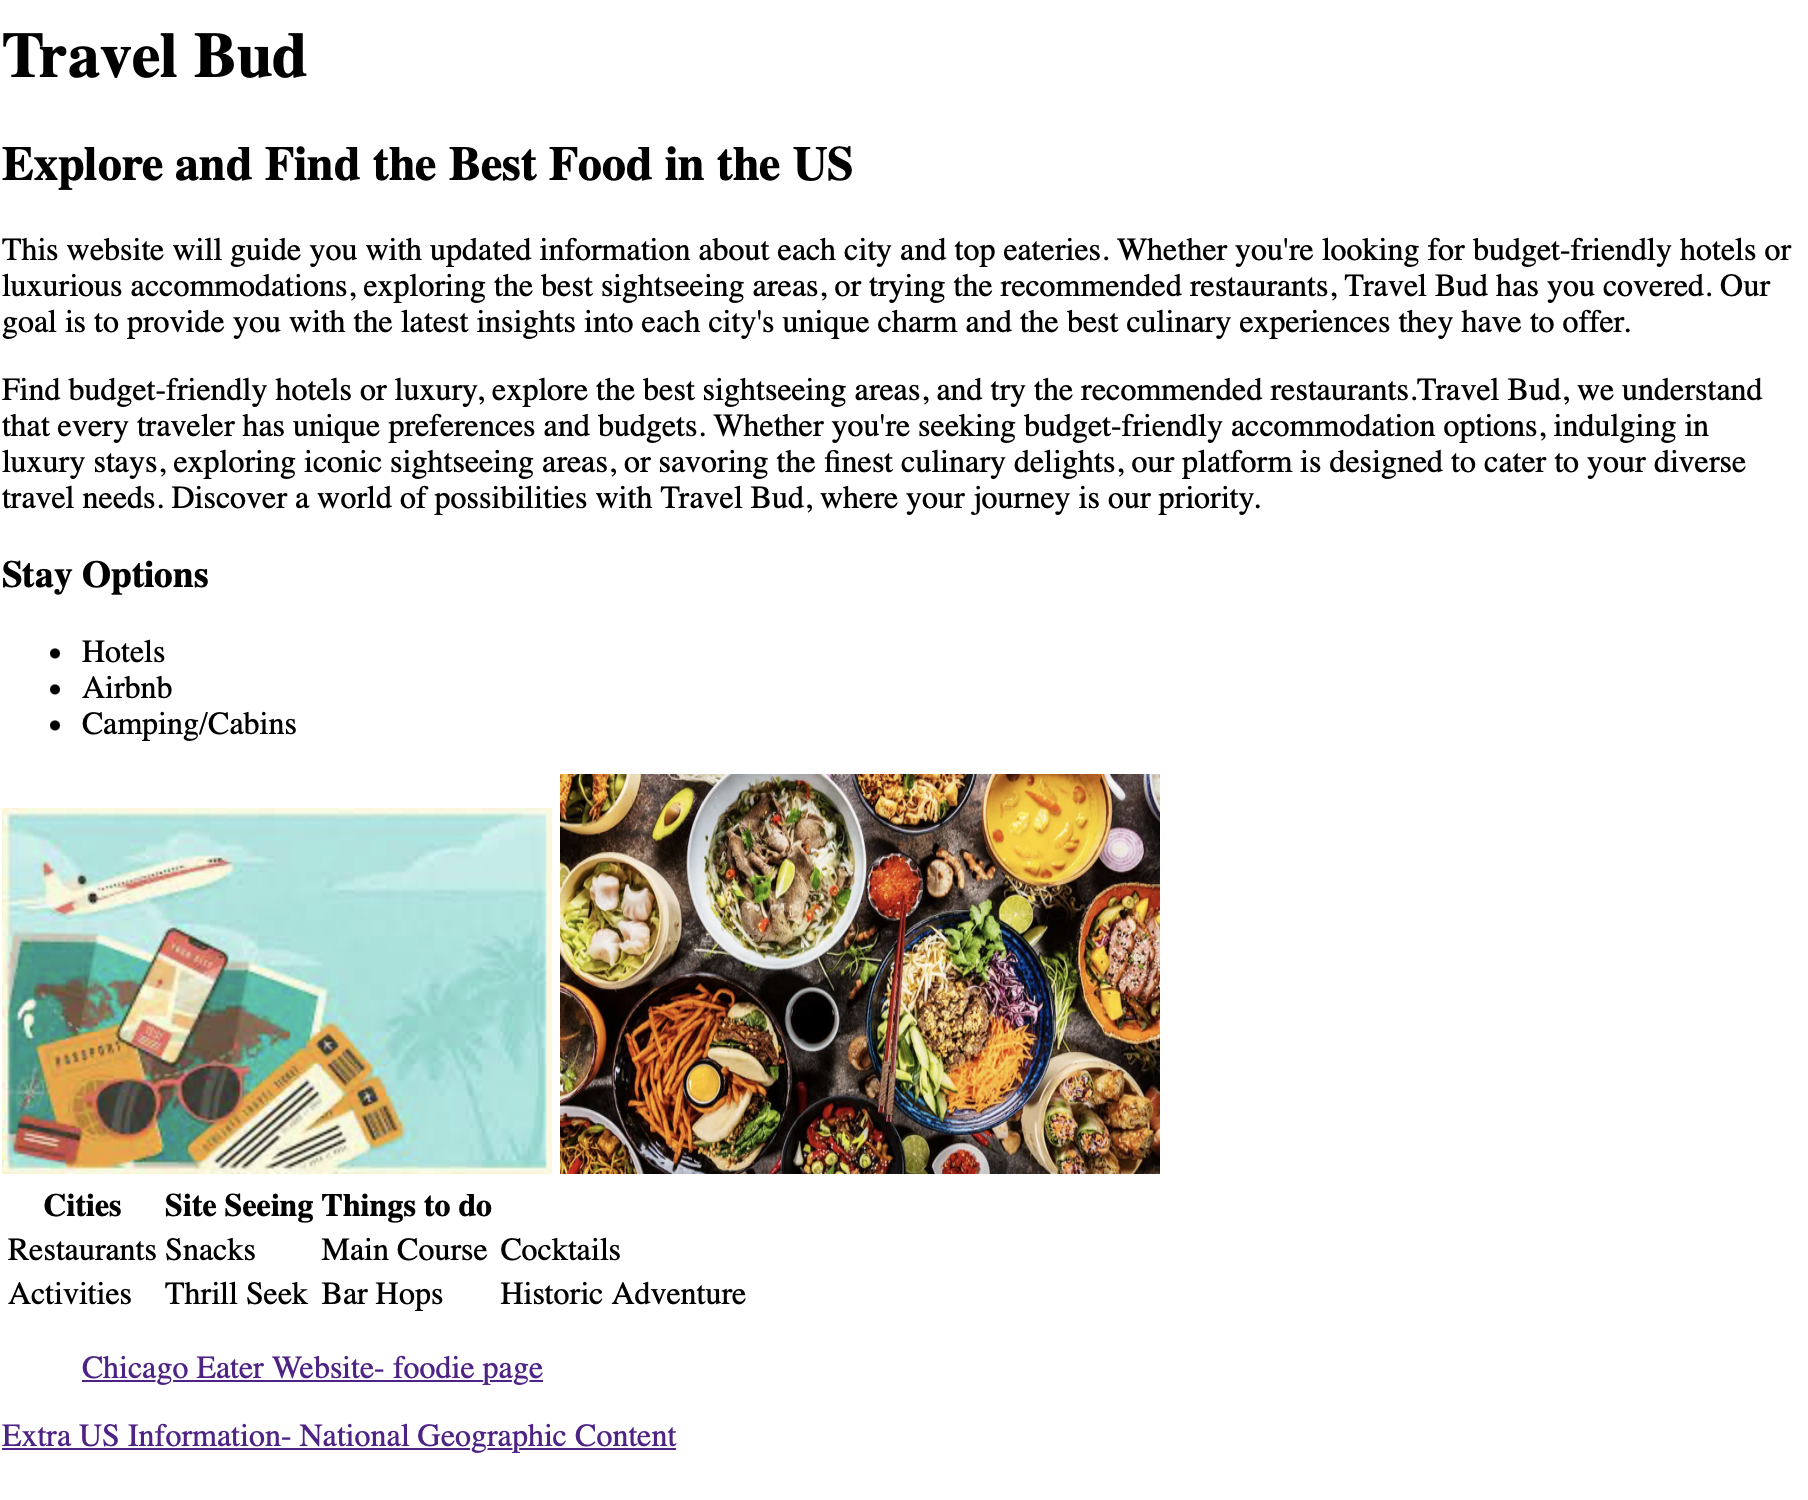 Travel Bud
Explore and Find the Best Food in the US
This website will guide you with updated information about each city and top eateries. Whether you're looking for budget-friendly hotels or
luxurious accommodations, exploring the best sightseeing areas, or trying the recommended restaurants, Travel Bud has you covered. Our
goal is to provide you with the latest insights into each city's unique charm and the best culinary experiences they have to offer.
Find budget-friendly hotels or luxury, explore the best sightseeing areas, and try the recommended restaurants.Travel Bud, we understand
that every traveler has unique preferences and budgets. Whether you're seeking budget-friendly accommodation options, indulging in
luxury stays, exploring iconic sightseeing areas, or savoring the finest culinary delights, our platform is designed to cater to your diverse
travel needs. Discover a world of possibilities with Travel Bud, where your journey is our priority.
Stay Options
Hotels
Airbnb
Camping/Cabins
PASSPORT
TRAVEL TICKET
Cities Site Seeing Things to do
Restaurants Snacks Main Course Cocktails
Activities Thrill Seek Bar Hops Historic Adventure
Chicago Eater Website- foodie page
Extra US Information- National Geographic Content